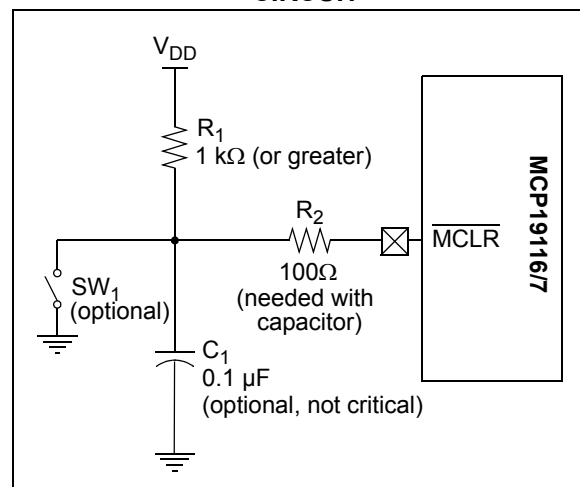 V_DD
R_1
1 kΩ (or greater)
R_2
100Ω
(needed with
capacitor)
MCLR
MCP19116/7
SW_1
(optional)
C_1
0.1 µF
(optional, not critical)